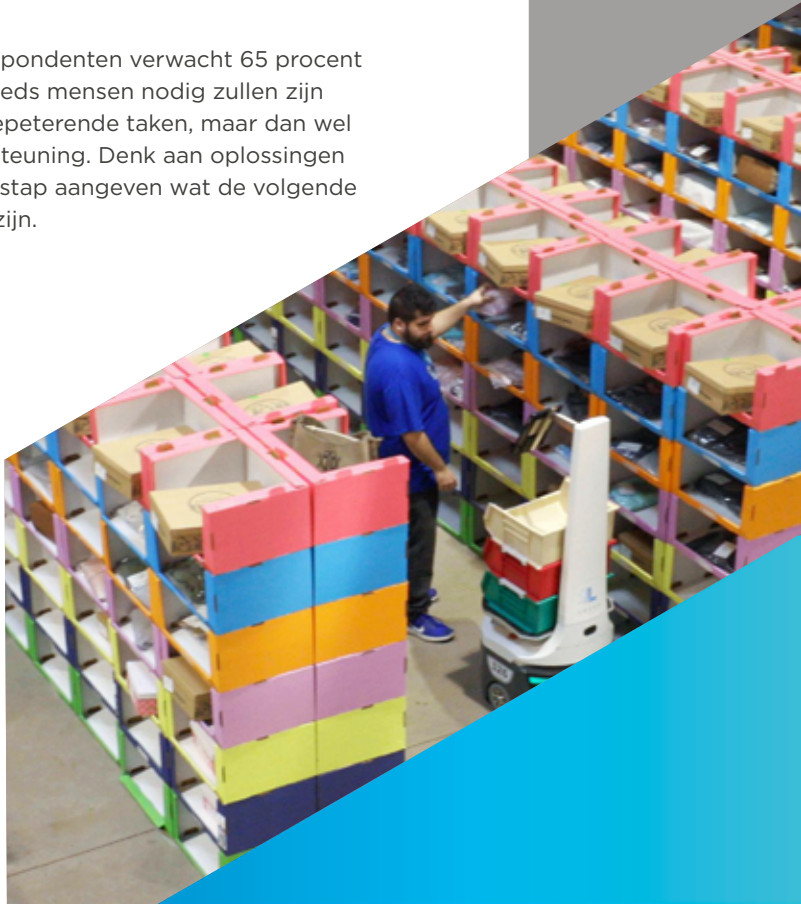 pondenten verwacht 65 procent
eds mensen nodig zullen zijn
epeterende taken, maar dan wel
teuning. Denk aan oplossingen
stap aangeven wat de volgende
zijn.